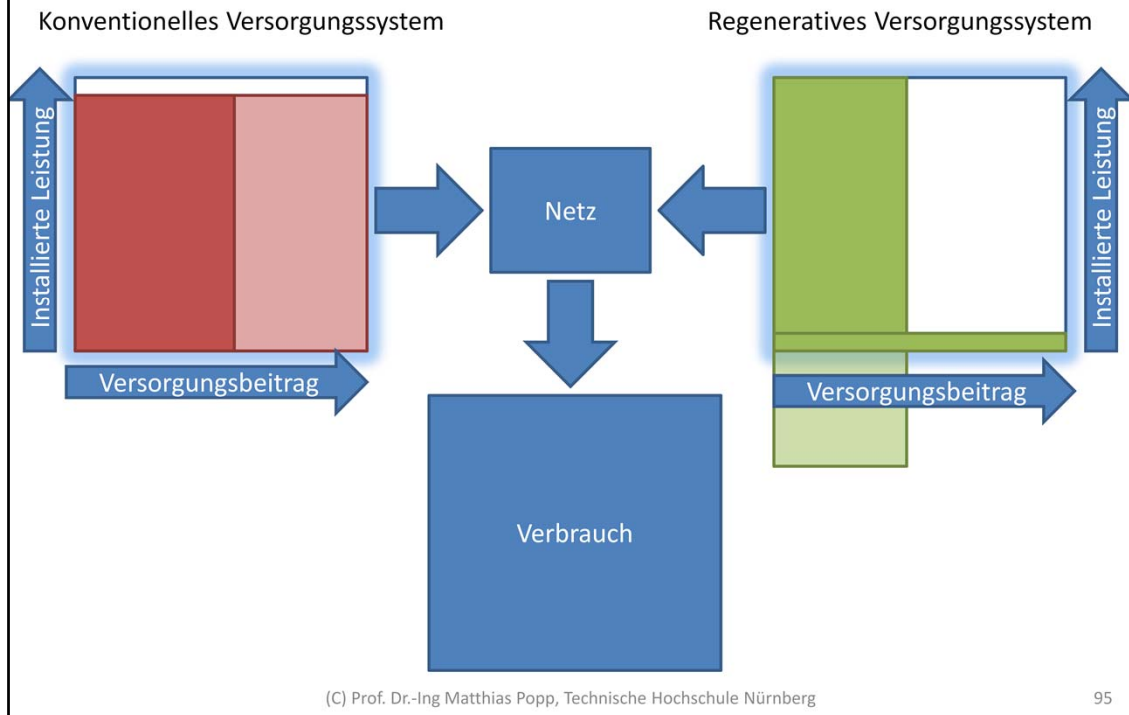 Konventionelles Versorgungssystem
Regeneratives Versorgungssystem
Installierte Leistung
Versorgungsbeitrag
Netz
Installierte Leistung
Versorgungsbeitrag
Verbrauch
(C) Prof. Dr.-Ing Matthias Popp, Technische Hochschule Nürnberg
95